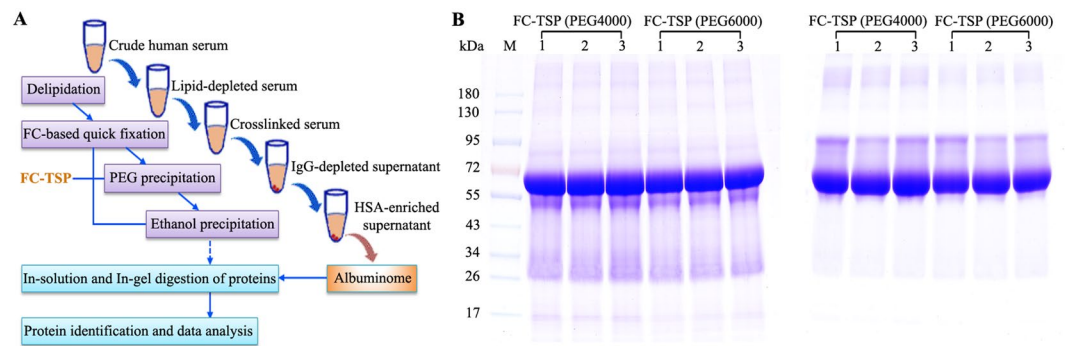 A
Crude human serum
Delipidation
Lipid-depleted serum
FC-based quick fixation
Crosslinked serum
FC-TSP
PEG precipitation
IgG-depleted supernatant
Ethanol precipitation
HSA-enriched
supernatant
In-solution and In-gel digestion of proteins
Albuminome
Protein identification and data analysis
B
FC-TSP (PEG4000) FC-TSP (PEG6000) FC-TSP (PEG4000) FC-TSP (PEG6000)
kDa M 1 2 3 1 2 3 1 2 3 1 2 3
180
130
95
72
55
43
34
26
17